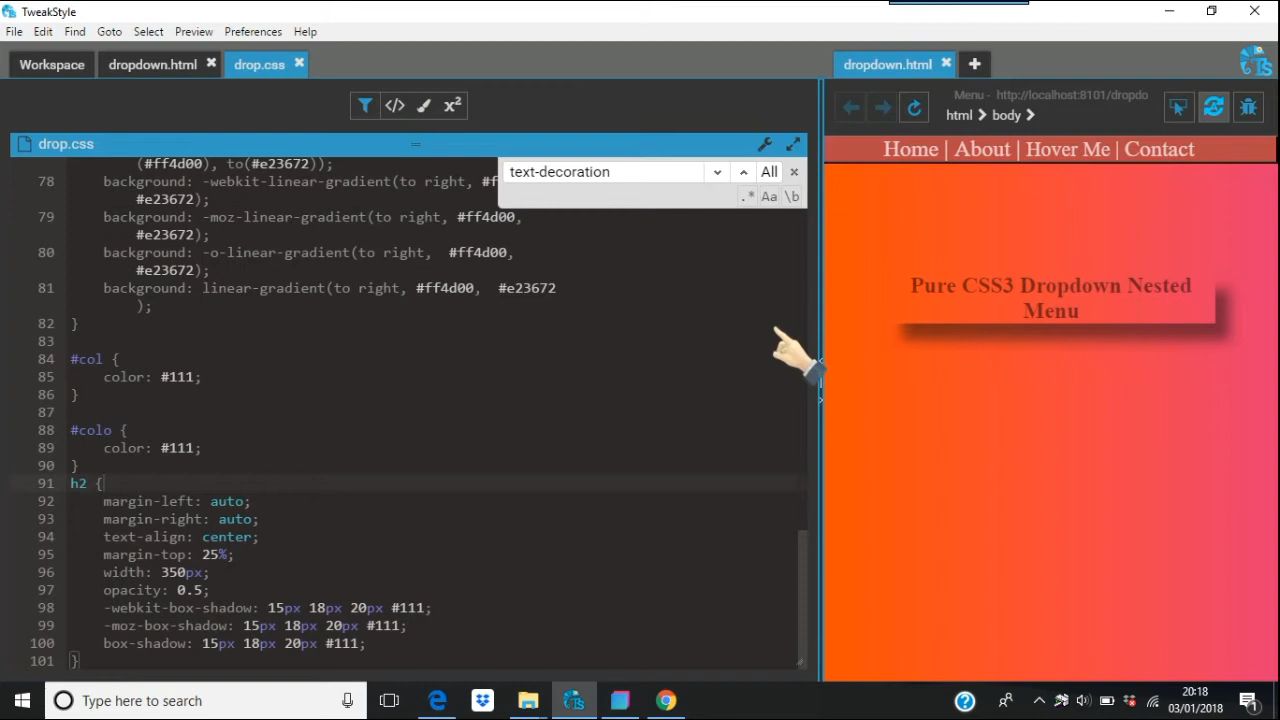 TweakStyle
File Edit Find Goto Select Preview Preferences Help
Workspace dropdown.html drop.css
dropdown.html
Menu - http://localhost:8101/dropdo
html body
drop.css
text-decoration All
.* Aa \b
(#ff4d00), to(#e23672));
78 background: -webkit-linear-gradient(to right,
#e23672);
79 background: -moz-linear-gradient(to right, #ff4d00,
#e23672);
80 background: -o-linear-gradient(to right, #ff4d00,
#e23672);
81 background: linear-gradient(to right, #ff4d00, #e23672
);
82 }
83
84 #col {
85 color: #111;
86 }
87
88 #colo {
89 color: #111;
90 }
91 h2 {
92 margin-left: auto;
93 margin-right: auto;
94 text-align: center;
95 margin-top: 25%;
96 width: 350px;
97 opacity: 0.5;
98 -webkit-box-shadow: 15px 18px 20px #111;
99 -moz-box-shadow: 15px 18px 20px #111;
100 box-shadow: 15px 18px 20px #111;
101 }
Home | About | Hover Me | Contact
Pure CSS3 Dropdown Nested
Menu
Type here to search
20:18
03/01/2018
1